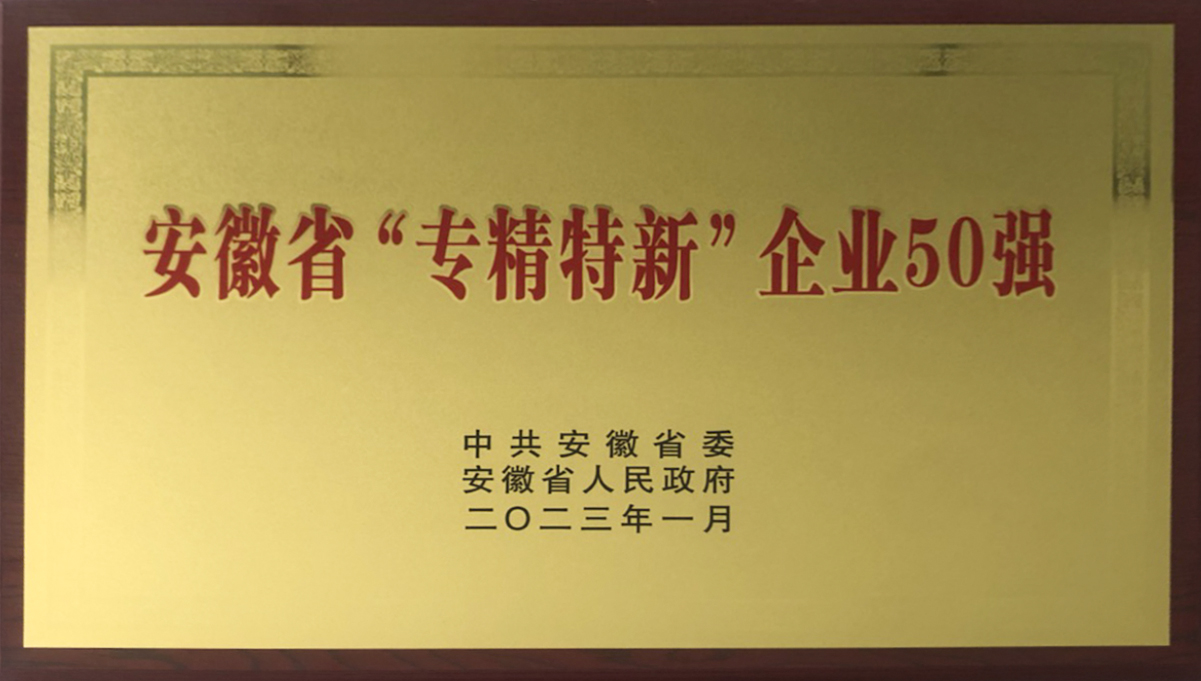 安徽省“专精特新”企业50强
中共安徽省委
安徽省人民政府
二〇二三年一月